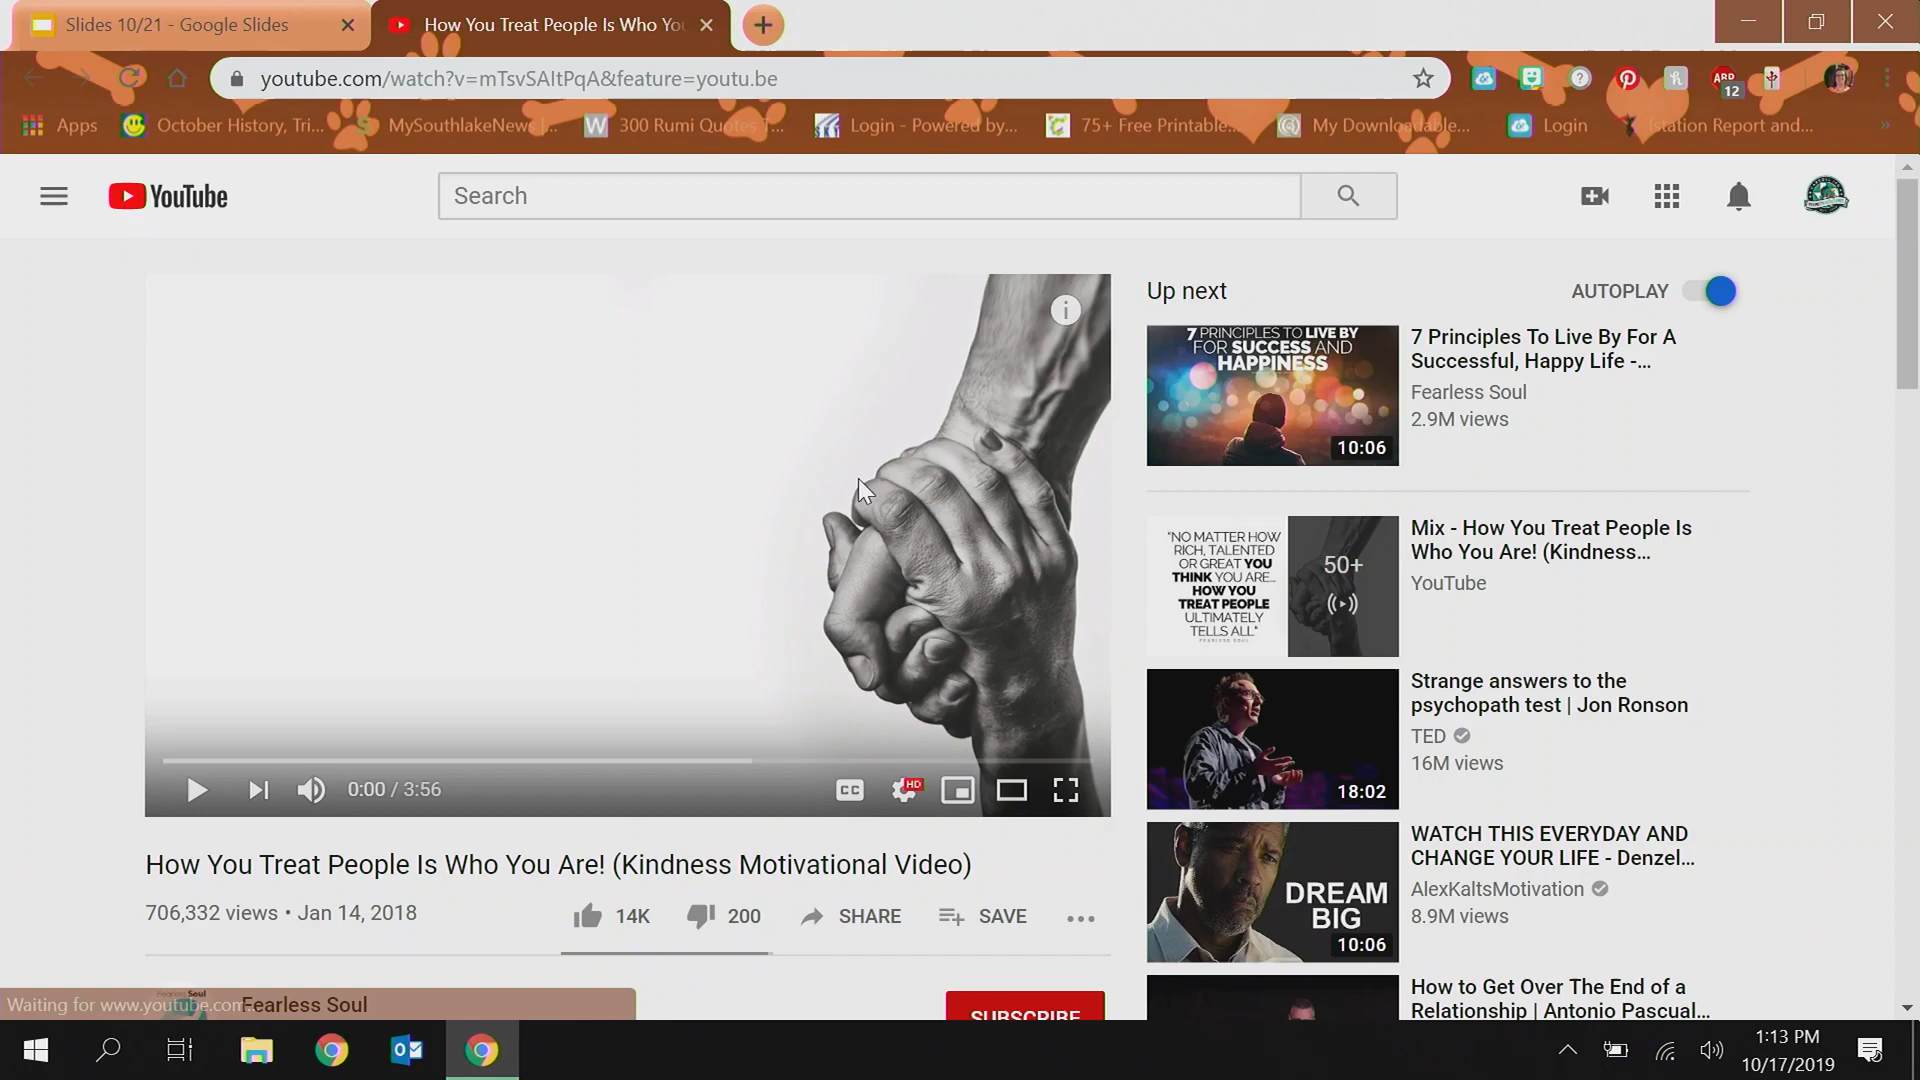 Slides 10/21 - Google Slides
How You Treat People Is Who You
youtube.com/watch?v=mTsvSAItPqA&feature=youtu.be
ABP
12
Apps
October History, Tri...
MySouthlakeNews |...
W
300 Rumi Quotes T...
Login - Powered by...
75+ Free Printable...
My Downloadable...
Login
Istation Report and...
»
YouTube
Search
i
0:00 / 3:56
CC
HD
Up next
AUTOPLAY
7 PRINCIPLES TO LIVE BY
FOR SUCCESS AND
HAPPINESS
10:06
7 Principles To Live By For A
Successful, Happy Life -...
Fearless Soul
2.9M views
"NO MATTER HOW
RICH, TALENTED
OR GREAT YOU
THINK YOU ARE...
HOW YOU
TREAT PEOPLE
ULTIMATELY
TELLS ALL"
FEARLESS SOUL
50+
Mix - How You Treat People Is
Who You Are! (Kindness...
YouTube
18:02
Strange answers to the
psychopath test | Jon Ronson
TED
16M views
DREAM
BIG
10:06
WATCH THIS EVERYDAY AND
CHANGE YOUR LIFE - Denzel...
AlexKaltsMotivation
8.9M views
How to Get Over The End of a
Relationship | Antonio Pascual...
How You Treat People Is Who You Are! (Kindness Motivational Video)
706,332 views • Jan 14, 2018
14K
200
SHARE
SAVE
Waiting for www.youtube.com...
Fearless Soul
SUBSCRIBE
1:13 PM
10/17/2019